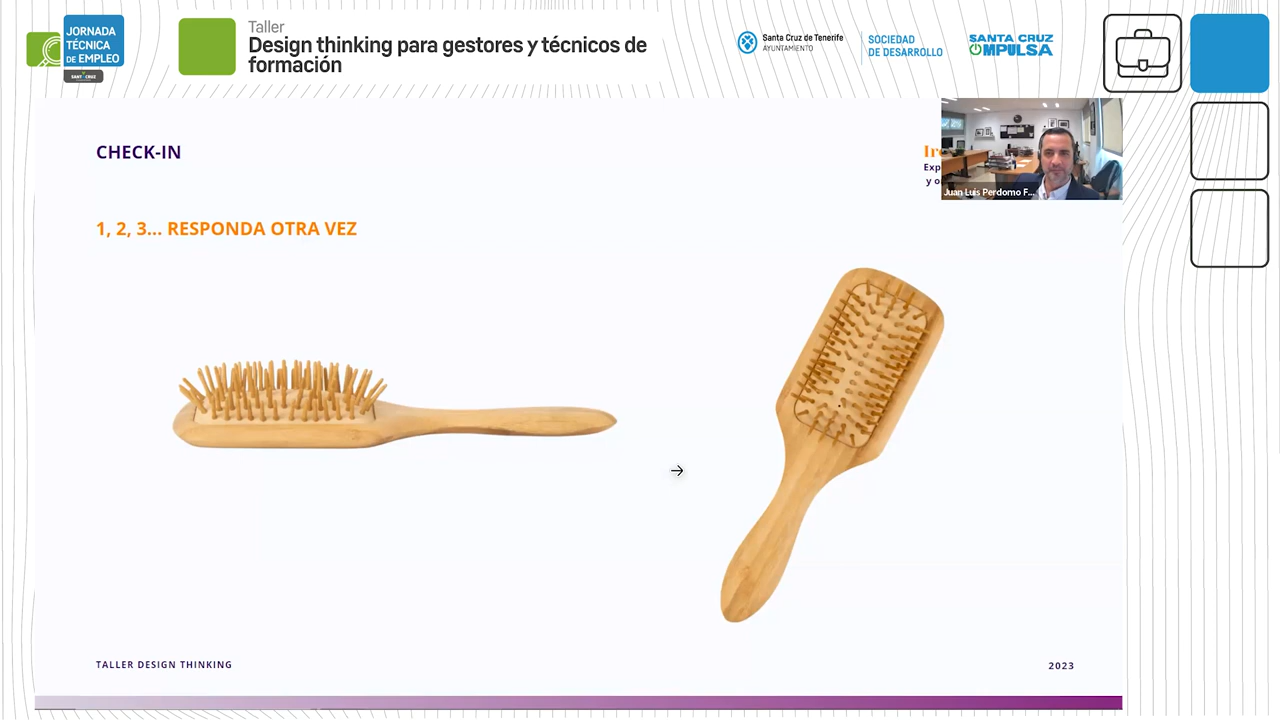 JORNADA
TÉCNICA
DE EMPLEO
Taller
Design thinking para gestores y técnicos de
formación
Santa Cruz de Tenerife
AYUNTAMIENTO
SOCIEDAD
DE DESARROLLO
SANTA CRUZ
OMPULSA
CHECK-IN
Juan Luis Perdomo F...
1, 2, 3... RESPONDA OTRA VEZ
TALLER DESIGN THINKING
2023